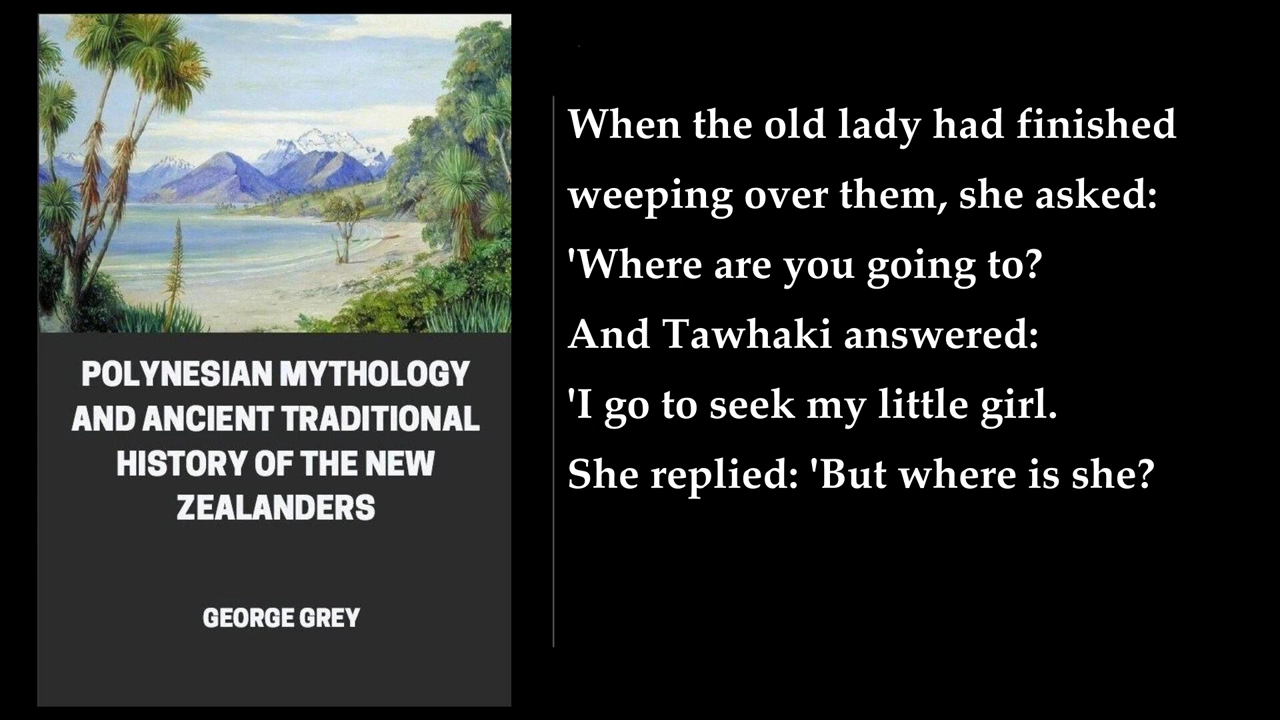 POLYNESIAN MYTHOLOGY
AND ANCIENT TRADITIONAL
HISTORY OF THE NEW
ZEALANDERS
GEORGE GREY
When the old lady had finished
weeping over them, she asked:
'Where are you going to?
And Tawhaki answered:
'I go to seek my little girl.
She replied: 'But where is she?